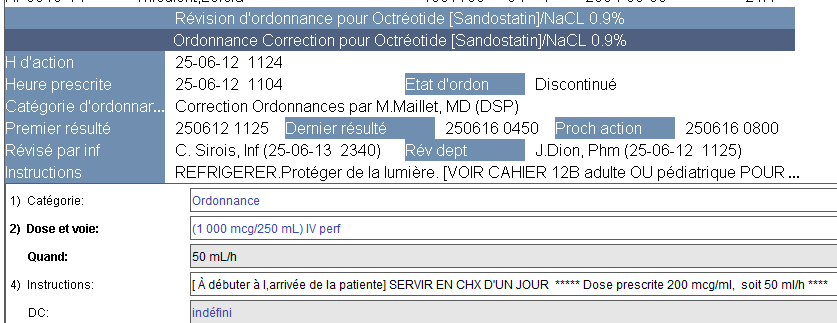 Révision d'ordonnance pour Octréotide [Sandostatin]/NaCL 0.9%
Ordonnance Correction pour Octréotide [Sandostatin]/NaCL 0.9%
H d'action 25-06-12 1124
Heure prescrite 25-06-12 1104 Etat d'ordon Discontinué
Catégorie d'ordonnar... Correction Ordonnances par M.Maillet, MD (DSP)
Premier résulté 250612 1125 Dernier résulté 250616 0450 Proch action 250616 0800
Révisé par inf C. Sirois, Inf (25-06-13 2340) Rév dept J.Dion, Phm (25-06-12 1125)
Instructions REFRIGERER.Protéger de la lumière. [VOIR CAHIER 12B adulte OU pédiatrique POUR ...
1) Catégorie: Ordonnance
2) Dose et voie: (1 000 mcg/250 mL) IV perf
Quand: 50 mL/h
4) Instructions: [ À débuter à l,arrivée de la patiente] SERVIR EN CHX D'UN JOUR ***** Dose prescrite 200 mcg/ml, soit 50 ml/h ****
DC: indéfini